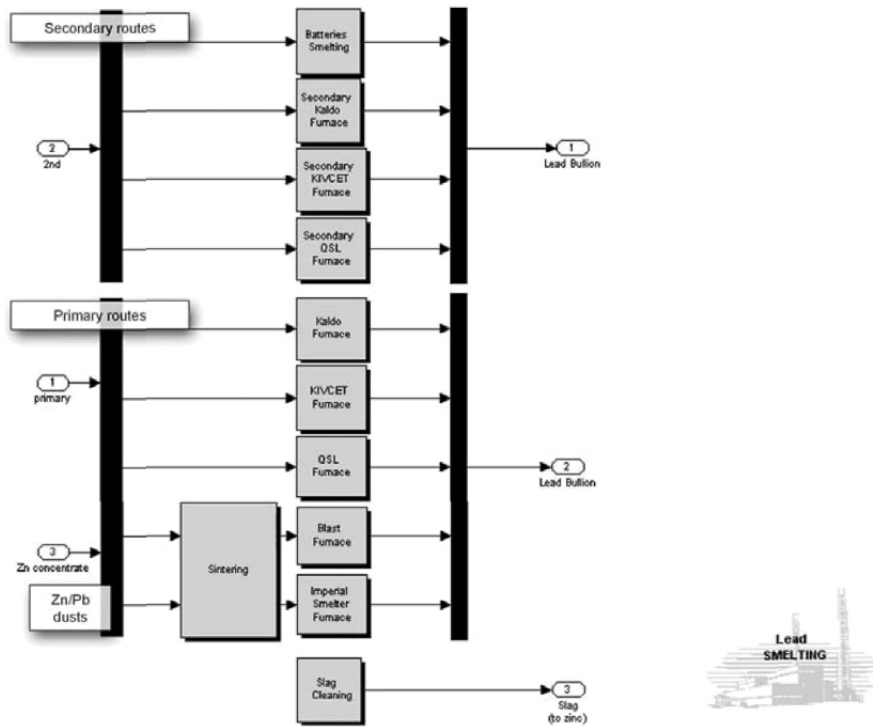 Secondary routes
Batteries
Smelting
Secondary
Kaldo
Furnace
2
2nd
1
Lead Bullion
Secondary
KIVCET
Furnace
Secondary
QSL
Furnace
Primary routes
Kaldo
Furnace
1
primary
KIVCET
Furnace
QSL
Furnace
2
Lead Bullion
Blast
Furnace
3
Zn concentrate
Sintering
Zn/Pb
dusts
Imperial
Smelter
Furnace
Lead
SMELTING
Slag
Cleaning
3
Slag
(to zinc)